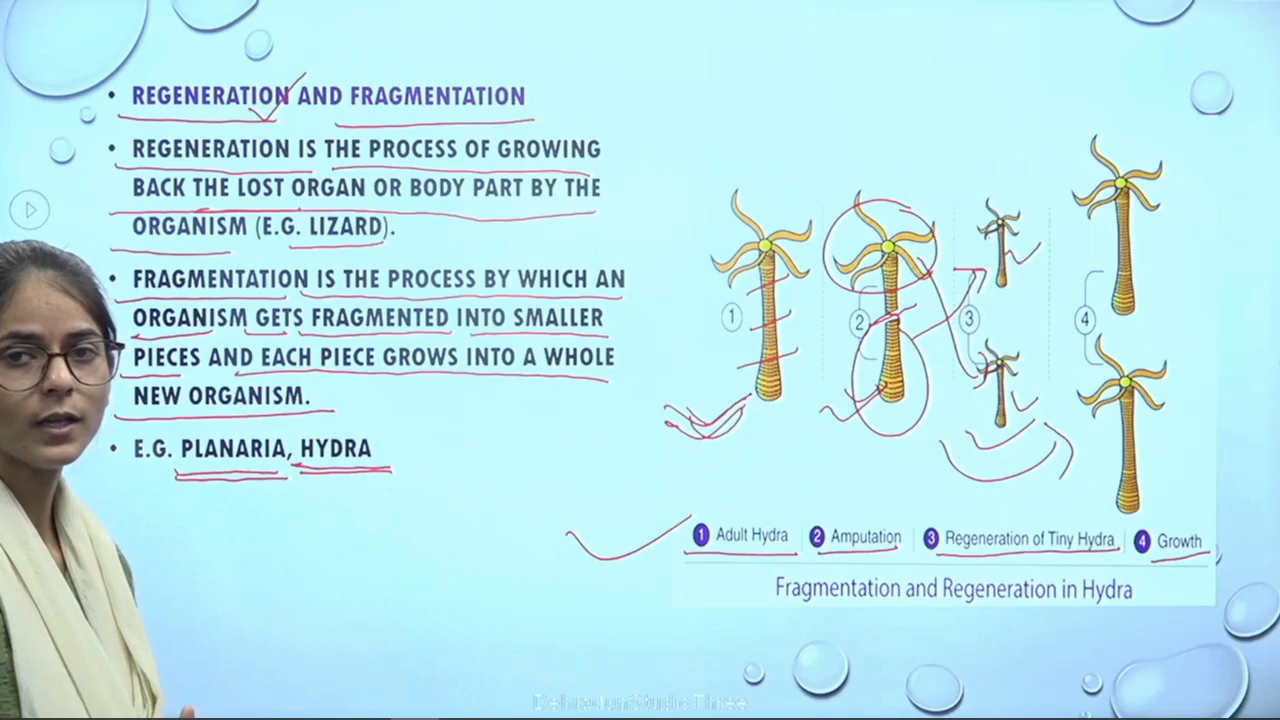 • REGENERATION AND FRAGMENTATION
• REGENERATION IS THE PROCESS OF GROWING
BACK THE LOST ORGAN OR BODY PART BY THE
ORGANISM (E.G. LIZARD).
• FRAGMENTATION IS THE PROCESS BY WHICH AN
ORGANISM GETS FRAGMENTED INTO SMALLER
PIECES AND EACH PIECE GROWS INTO A WHOLE
NEW ORGANISM.
• E.G. PLANARIA, HYDRA
1
2
3
4
1 Adult Hydra 2 Amputation 3 Regeneration of Tiny Hydra 4 Growth
Fragmentation and Regeneration in Hydra
DehradunStudioThree